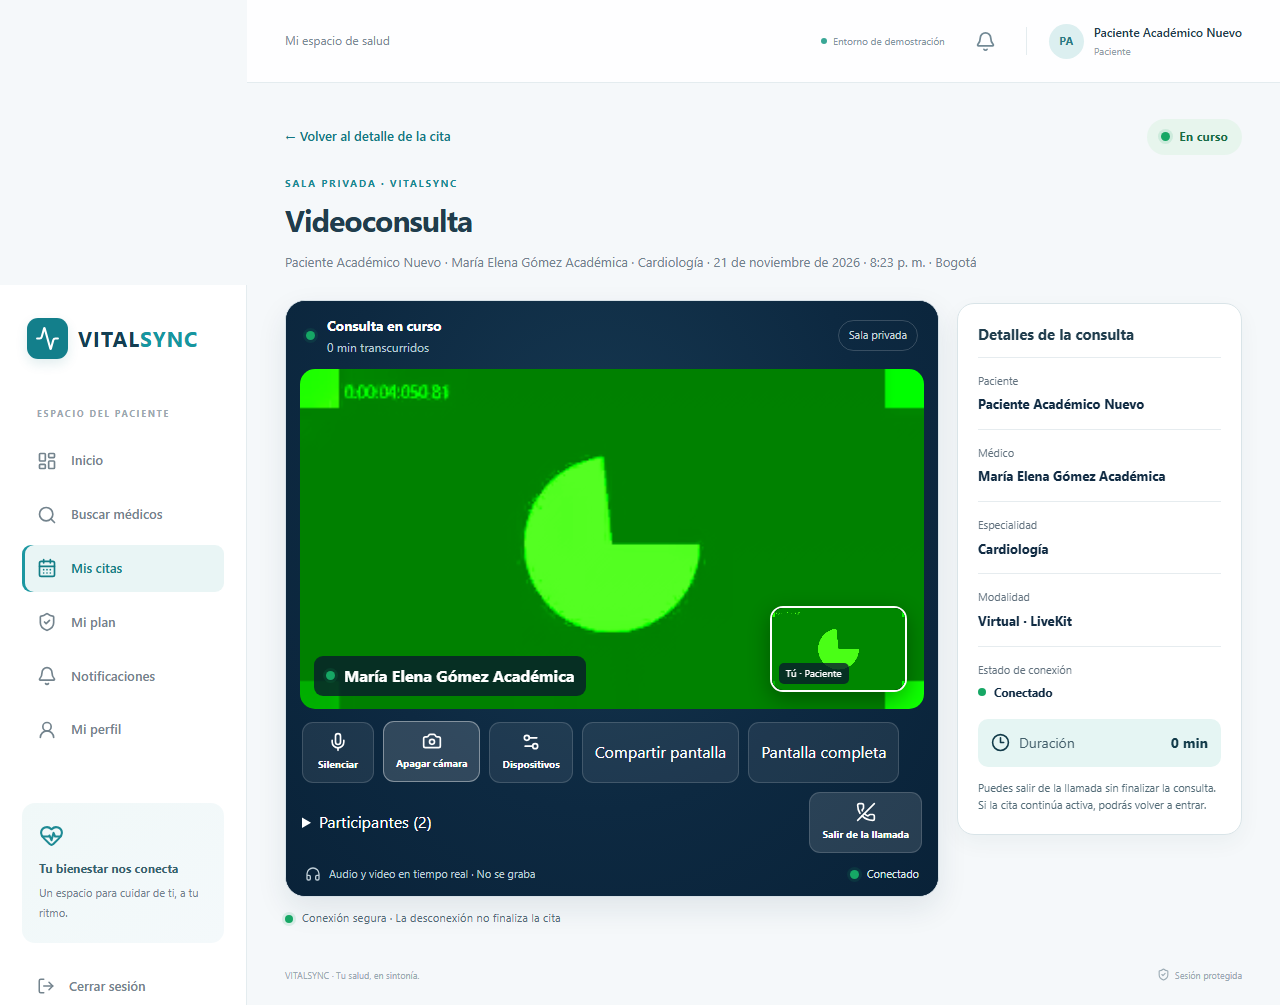 Mi espacio de salud
Entorno de demostración
PA
Paciente Académico Nuevo
Paciente
← Volver al detalle de la cita
En curso
SALA PRIVADA · VITALSYNC
Videoconsulta
Paciente Académico Nuevo · María Elena Gómez Académica · Cardiología · 21 de noviembre de 2026 · 8:23 p. m. · Bogotá
VITALSYNC
ESPACIO DEL PACIENTE
Inicio
Buscar médicos
Mis citas
Mi plan
Notificaciones
Mi perfil
Tu bienestar nos conecta
Un espacio para cuidar de ti, a tu
ritmo.
Cerrar sesión
Consulta en curso
0 min transcurridos
Sala privada
0:00:04:050 81
María Elena Gómez Académica
Tú · Paciente
Silenciar
Apagar cámara
Dispositivos
Compartir pantalla
Pantalla completa
Participantes (2)
Salir de la llamada
Audio y video en tiempo real · No se graba
Conectado
Conexión segura · La desconexión no finaliza la cita
Detalles de la consulta
Paciente
Paciente Académico Nuevo
Médico
María Elena Gómez Académica
Especialidad
Cardiología
Modalidad
Virtual · LiveKit
Estado de conexión
Conectado
Duración
0 min
Puedes salir de la llamada sin finalizar la consulta.
Si la cita continúa activa, podrás volver a entrar.
VITALSYNC · Tu salud, en sintonía.
Sesión protegida